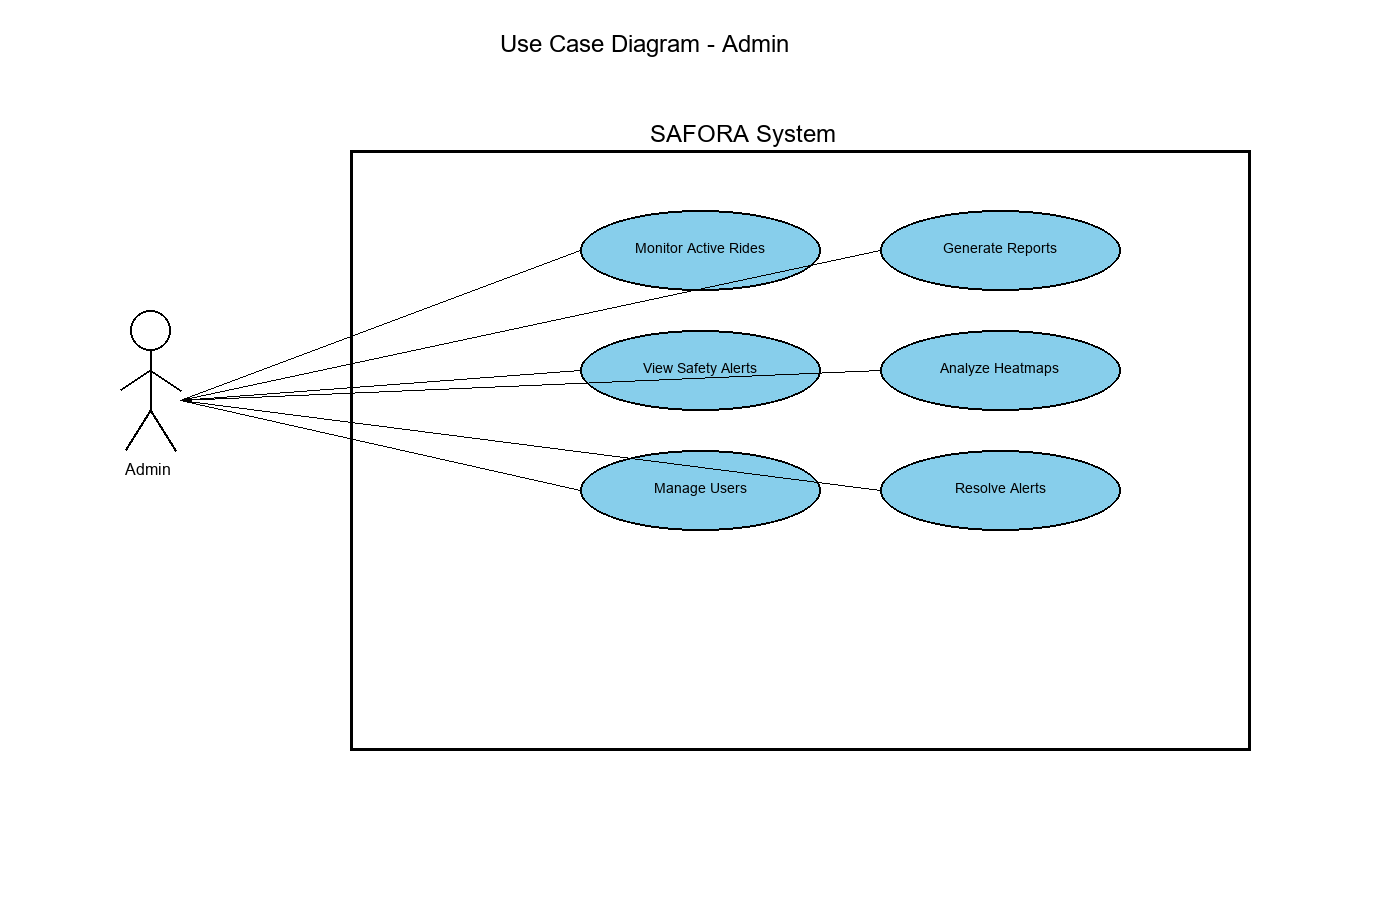 Use Case Diagram - Admin
SAFORA System
Monitor Active Rides
Generate Reports
View Safety Alerts
Analyze Heatmaps
Admin
Manage Users
Resolve Alerts